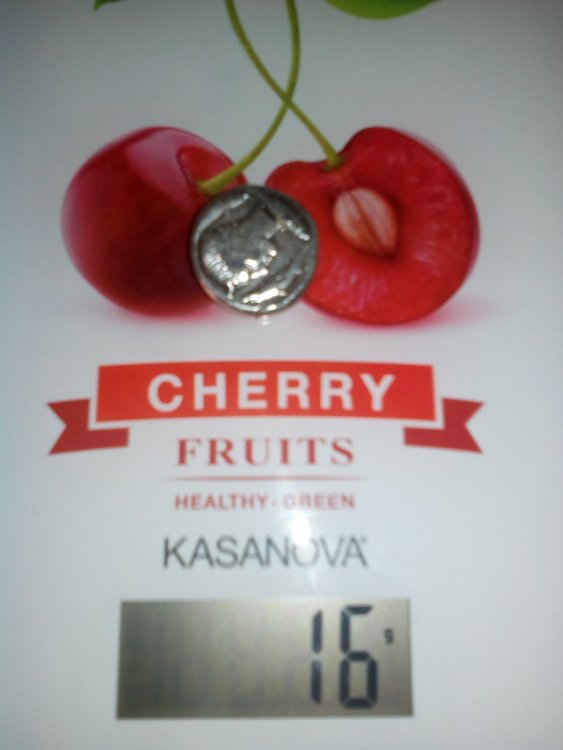 CHERRY
FRUITS
HEALTHY-GREEN
KASANOVA
16 g